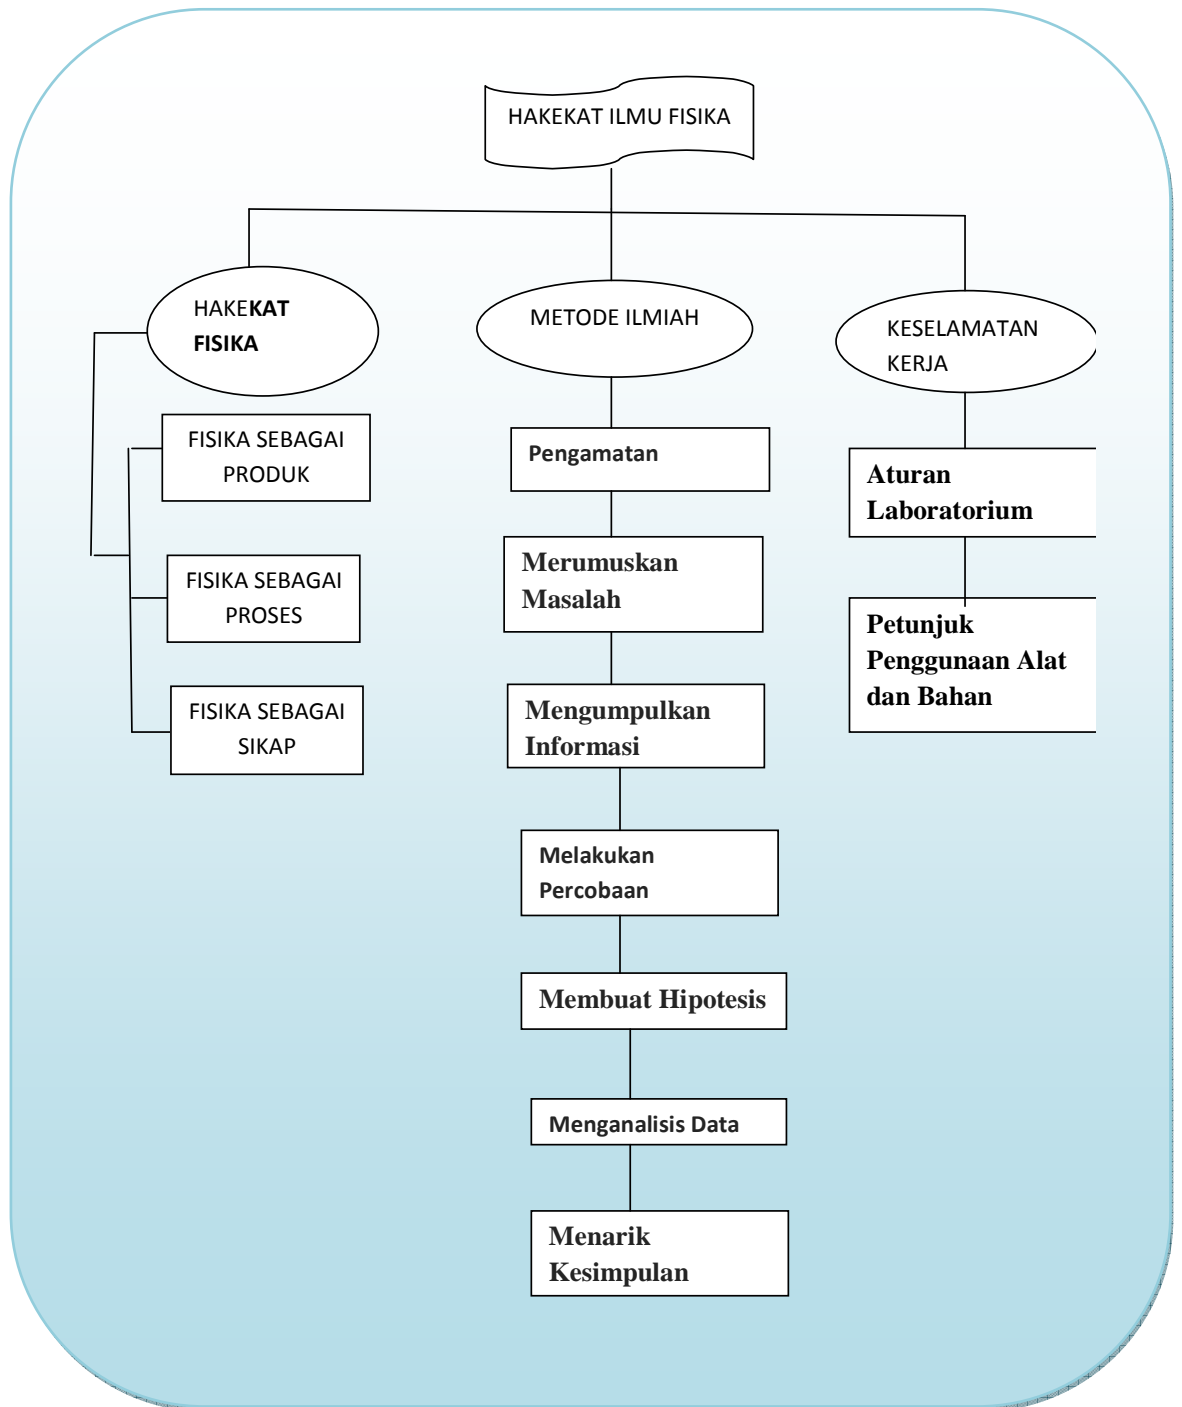 HAKEKAT ILMU FISIKA
HAKEKAT
FISIKA
FISIKA SEBAGAI
PRODUK
FISIKA SEBAGAI
PROSES
FISIKA SEBAGAI
SIKAP
METODE ILMIAH
Pengamatan
Merumuskan
Masalah
Mengumpulkan
Informasi
Melakukan
Percobaan
Membuat Hipotesis
Menganalisis Data
Menarik
Kesimpulan
KESELAMATAN
KERJA
Aturan
Laboratorium
Petunjuk
Penggunaan Alat
dan Bahan